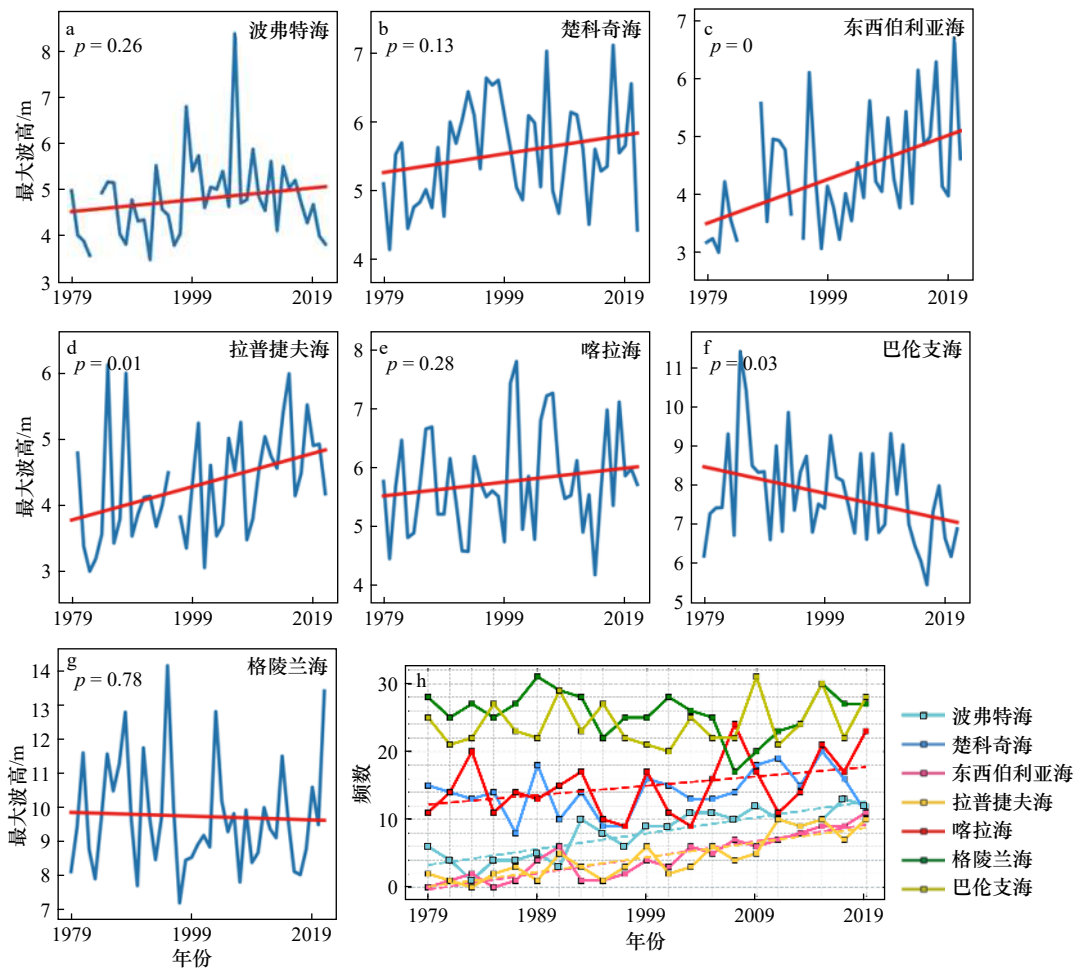 a
波弗特海
p = 0.26
8
7
6
5
4
3
最大波高/m
1979
1999
2019
b
楚科奇海
p = 0.13
7
6
5
4
1979
1999
2019
c
东西伯利亚海
p = 0
7
6
5
4
3
1979
1999
2019
d
拉普捷夫海
p = 0.01
6
5
4
3
最大波高/m
1979
1999
2019
e
喀拉海
p = 0.28
8
7
6
5
4
1979
1999
2019
f
巴伦支海
p = 0.03
11
10
9
8
7
6
5
1979
1999
2019
g
格陵兰海
p = 0.78
14
13
12
11
10
9
8
7
最大波高/m
1979
1999
2019
年份
h
30
20
10
0
频数
1979
1989
1999
2009
2019
年份
波弗特海
楚科奇海
东西伯利亚海
拉普捷夫海
喀拉海
格陵兰海
巴伦支海